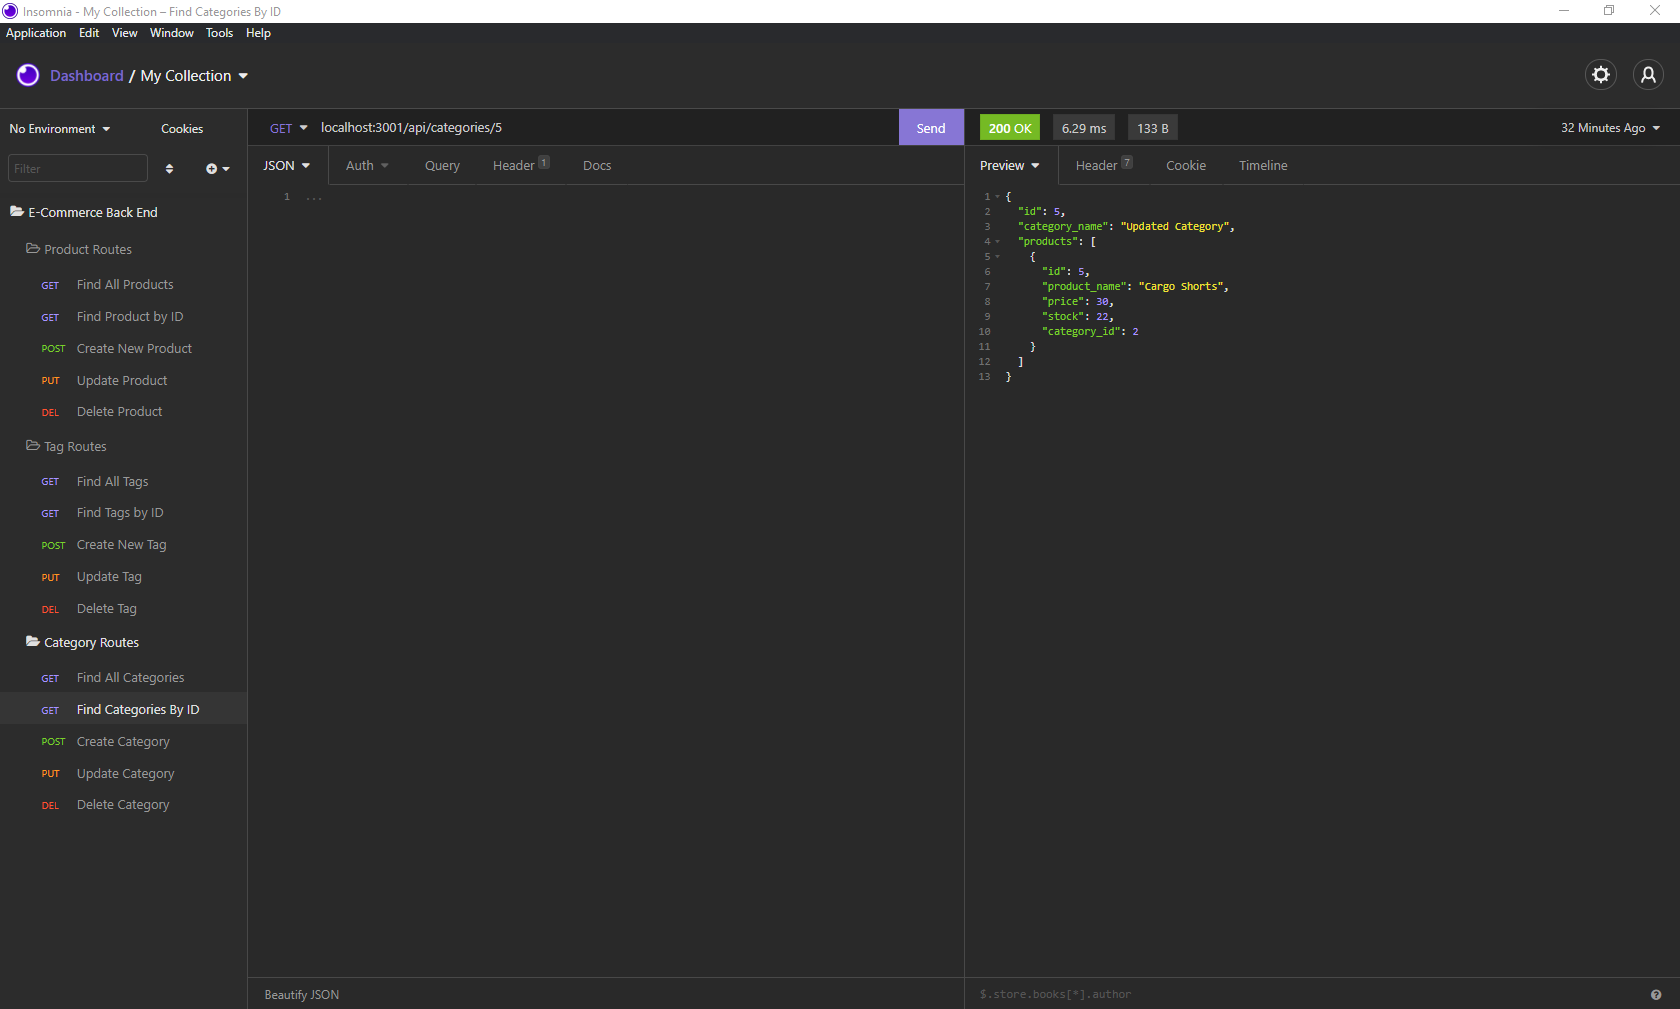 Insomnia - My Collection – Find Categories By ID
Application Edit View Window Tools Help
Dashboard / My Collection
No Environment Cookies
Filter
E-Commerce Back End
Product Routes
GET Find All Products
GET Find Product by ID
POST Create New Product
PUT Update Product
DEL Delete Product
Tag Routes
GET Find All Tags
GET Find Tags by ID
POST Create New Tag
PUT Update Tag
DEL Delete Tag
Category Routes
GET Find All Categories
GET Find Categories By ID
POST Create Category
PUT Update Category
DEL Delete Category
GET localhost:3001/api/categories/5 Send
JSON Auth Query Header 1 Docs
1 ...
Beautify JSON
200 OK 6.29 ms 133 B 32 Minutes Ago
Preview Header 7 Cookie Timeline
1 {
2 "id": 5,
3 "category_name": "Updated Category",
4 "products": [
5 {
6 "id": 5,
7 "product_name": "Cargo Shorts",
8 "price": 30,
9 "stock": 22,
10 "category_id": 2
11 }
12 ]
13 }
$.store.books[*].author